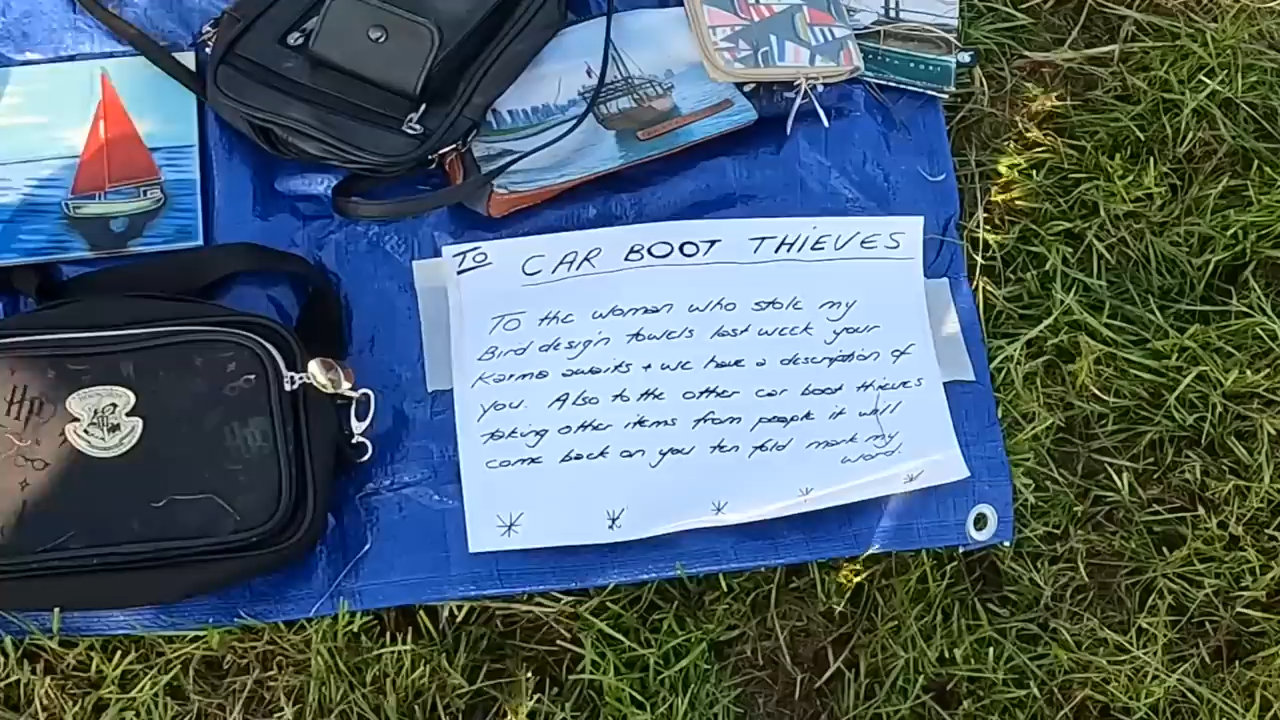 TO CAR BOOT THIEVES
To the woman who stole my
Bird design towels last week your
Karma awaits + we have a description of
you. Also to the other car boot thieves
taking other items from people it will
come back on you ten fold mark my
word.
HP